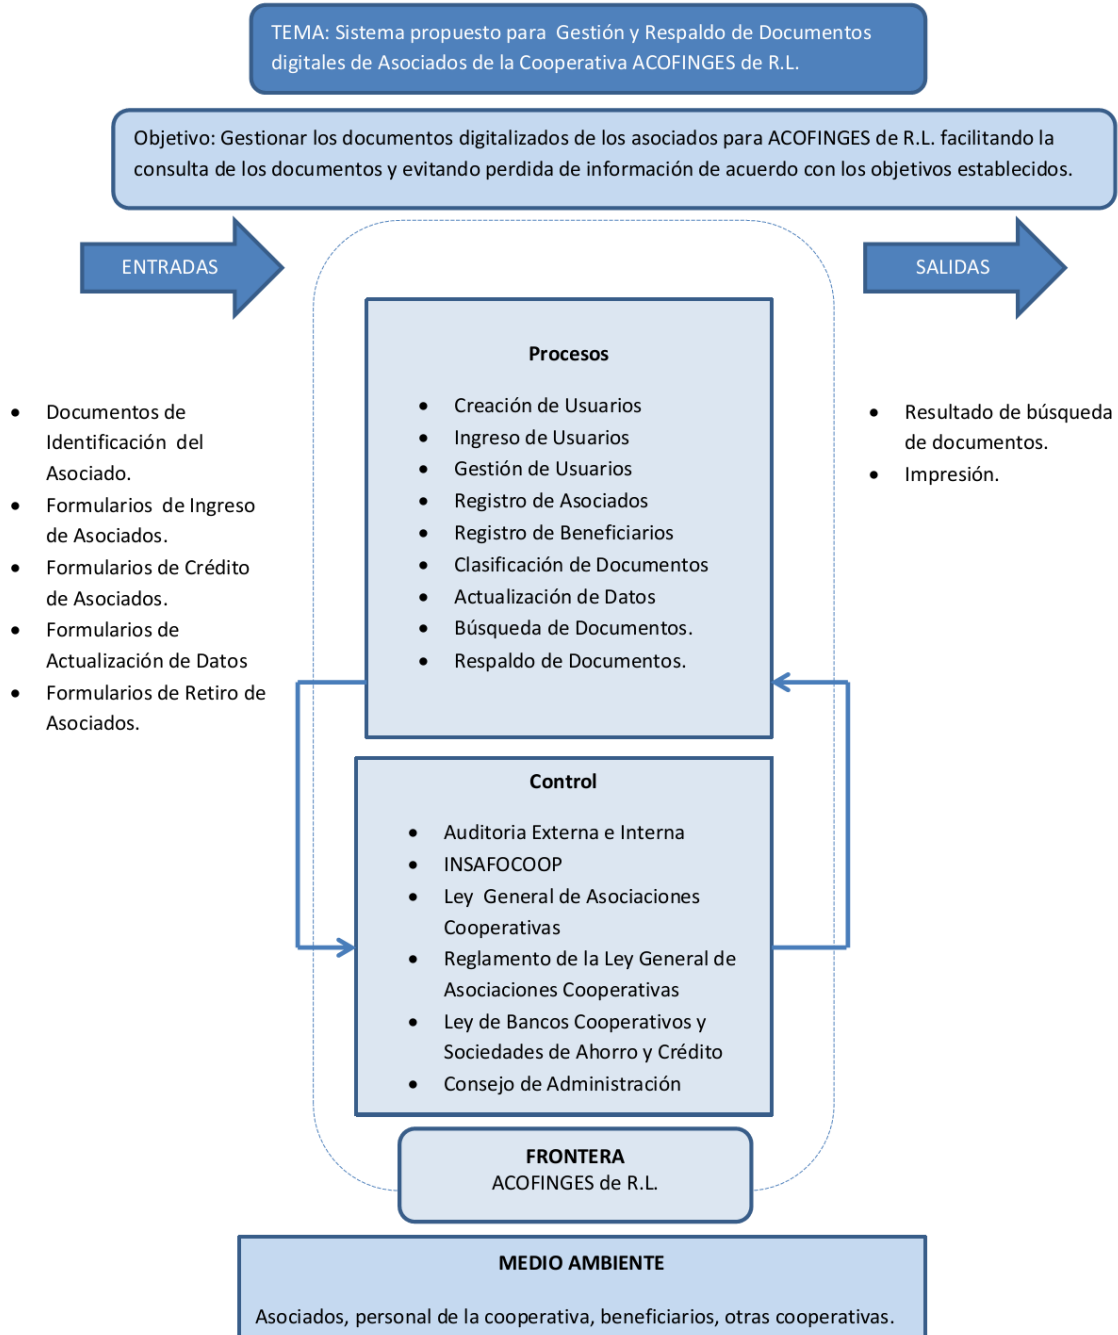 TEMA: Sistema propuesto para Gestión y Respaldo de Documentos
digitales de Asociados de la Cooperativa ACOFINGES de R.L.
Objetivo: Gestionar los documentos digitalizados de los asociados para ACOFINGES de R.L. facilitando la
consulta de los documentos y evitando perdida de información de acuerdo con los objetivos establecidos.
ENTRADAS
• Documentos de
Identificación del
Asociado.
• Formularios de Ingreso
de Asociados.
• Formularios de Crédito
de Asociados.
• Formularios de
Actualización de Datos
• Formularios de Retiro de
Asociados.
Procesos
• Creación de Usuarios
• Ingreso de Usuarios
• Gestión de Usuarios
• Registro de Asociados
• Registro de Beneficiarios
• Clasificación de Documentos
• Actualización de Datos
• Búsqueda de Documentos.
• Respaldo de Documentos.
SALIDAS
• Resultado de búsqueda
de documentos.
• Impresión.
Control
• Auditoria Externa e Interna
• INSAFOCOOP
• Ley General de Asociaciones
Cooperativas
• Reglamento de la Ley General de
Asociaciones Cooperativas
• Ley de Bancos Cooperativos y
Sociedades de Ahorro y Crédito
• Consejo de Administración
FRONTERA
ACOFINGES de R.L.
MEDIO AMBIENTE
Asociados, personal de la cooperativa, beneficiarios, otras cooperativas.